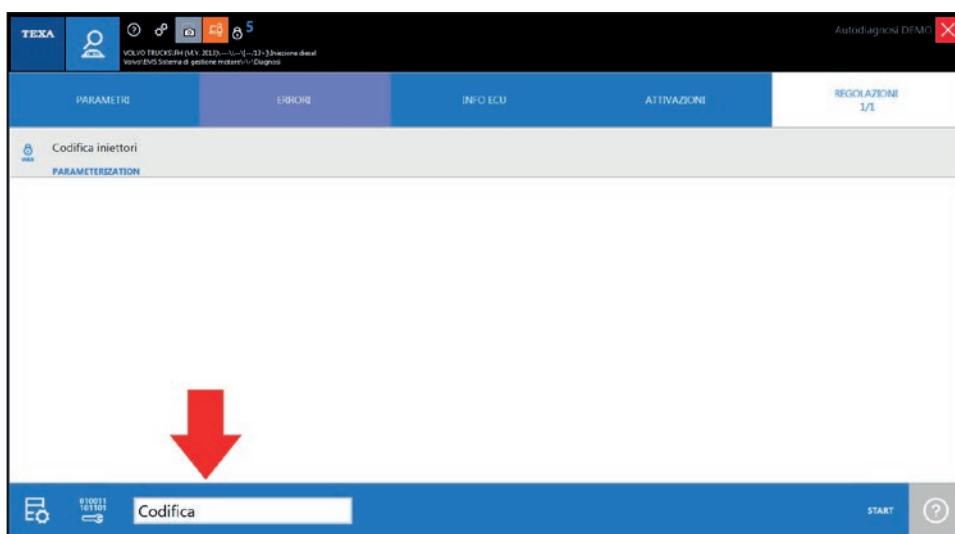 TEXA
5
Autodiagnosi DEMO
VOLVO TRUCKS\FH (M.Y. 2013)\---\\---\[---/13>]\Iniezione diesel
Volvo\EMS Sistema di gestione motore\-\-\Diagnosi
PARAMETRI
ERRORI
INFO ECU
ATTIVAZIONI
REGOLAZIONI
1/1
Codifica iniettori
PARAMETERIZATION
010011
101101
Codifica
START